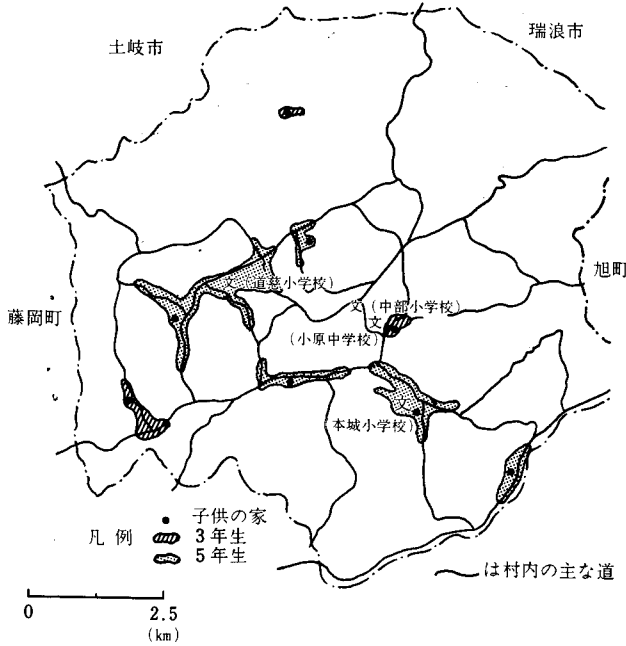 土岐市
瑞浪市
文(道慈小学校)
旭町
文(中部小学校)
文
藤岡町
(小原中学校)
文
(本城小学校)
凡例
子供の家
3年生
5年生
は村内の主な道
0 2.5
(km)